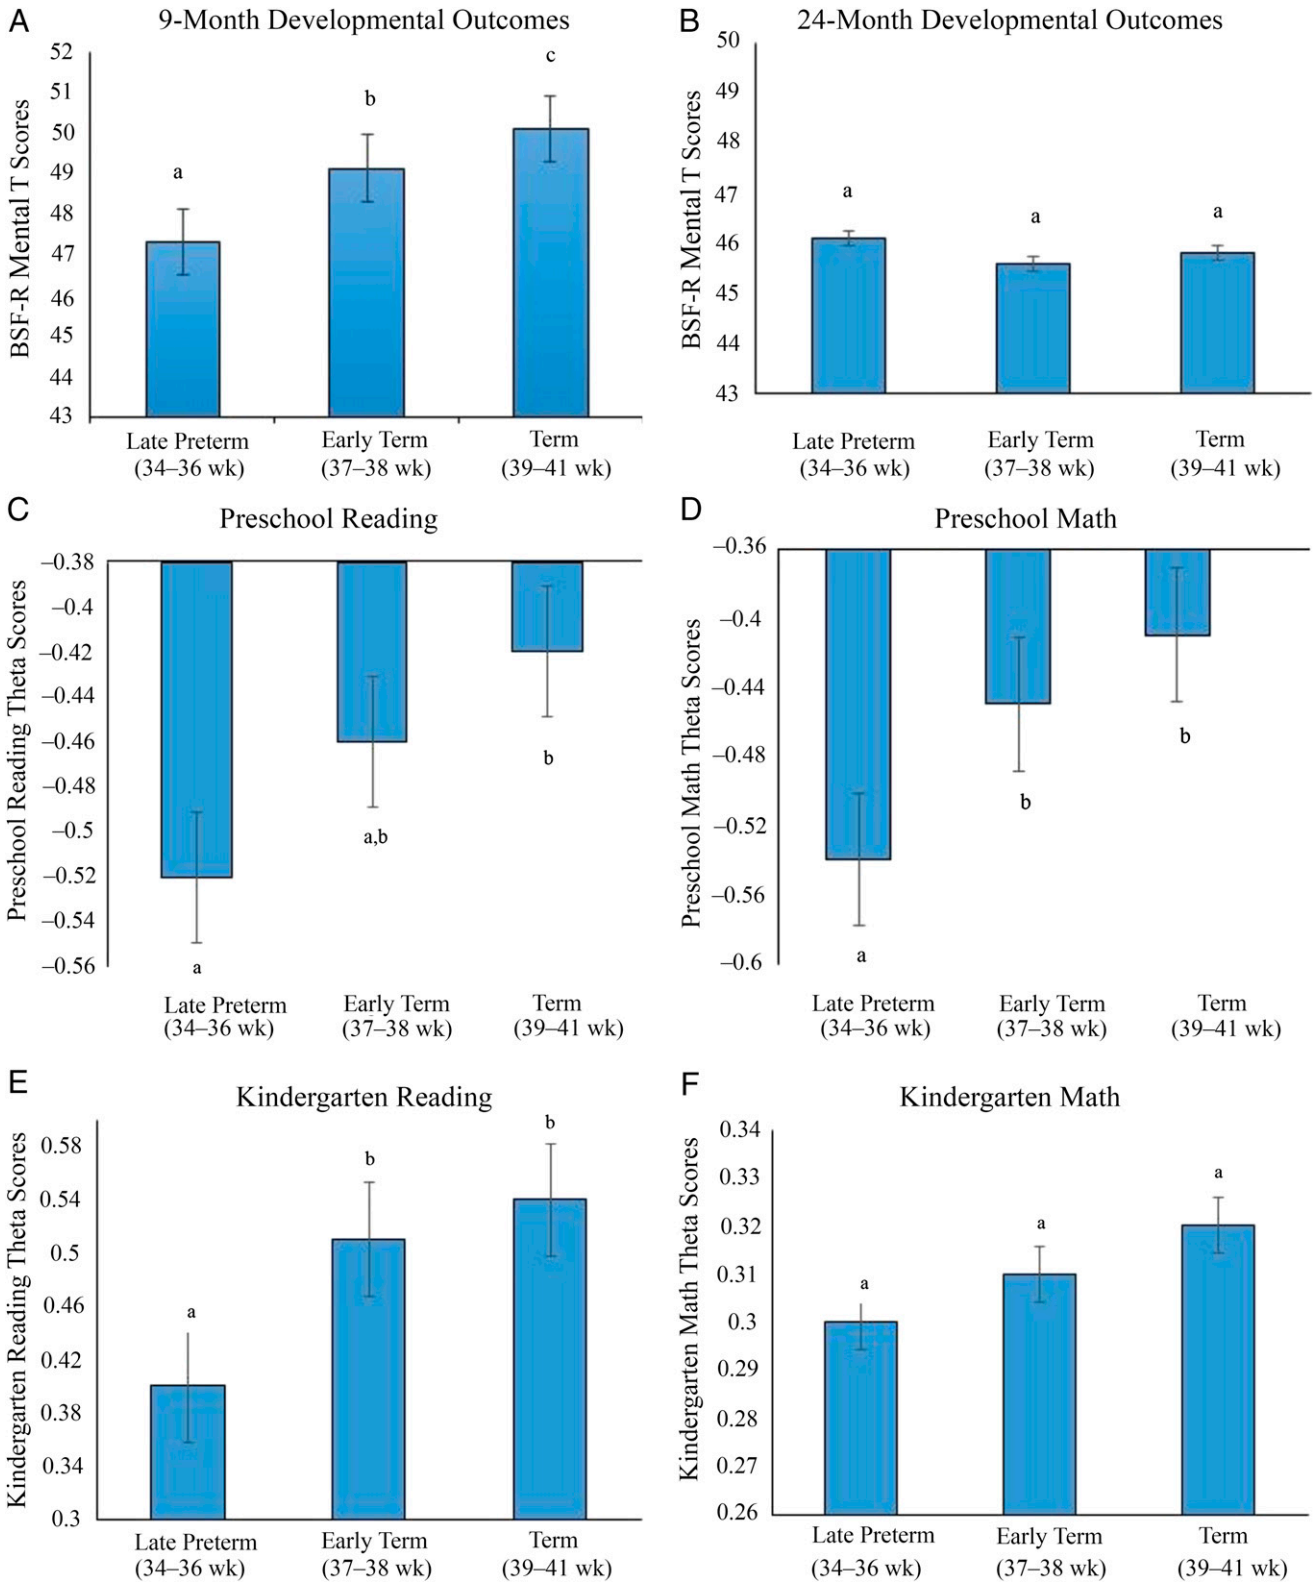 A
9-Month Developmental Outcomes
BSF-R Mental T Scores
52
51
50
49
48
47
46
45
44
43
a
b
c
Late Preterm
(34–36 wk)
Early Term
(37–38 wk)
Term
(39–41 wk)
B
24-Month Developmental Outcomes
BSF-R Mental T Scores
50
49
48
47
46
45
44
43
a
a
a
Late Preterm
(34–36 wk)
Early Term
(37–38 wk)
Term
(39–41 wk)
C
Preschool Reading
Preschool Reading Theta Scores
–0.38
–0.4
–0.42
–0.44
–0.46
–0.48
–0.5
–0.52
–0.54
–0.56
a
a,b
b
Late Preterm
(34–36 wk)
Early Term
(37–38 wk)
Term
(39–41 wk)
D
Preschool Math
Preschool Math Theta Scores
–0.36
–0.4
–0.44
–0.48
–0.52
–0.56
–0.6
a
b
b
Late Preterm
(34–36 wk)
Early Term
(37–38 wk)
Term
(39–41 wk)
E
Kindergarten Reading
Kindergarten Reading Theta Scores
0.58
0.54
0.5
0.46
0.42
0.38
0.34
0.3
a
b
b
Late Preterm
(34–36 wk)
Early Term
(37–38 wk)
Term
(39–41 wk)
F
Kindergarten Math
Kindergarten Math Theta Scores
0.34
0.33
0.32
0.31
0.3
0.29
0.28
0.27
0.26
a
a
a
Late Preterm
(34–36 wk)
Early Term
(37–38 wk)
Term
(39–41 wk)